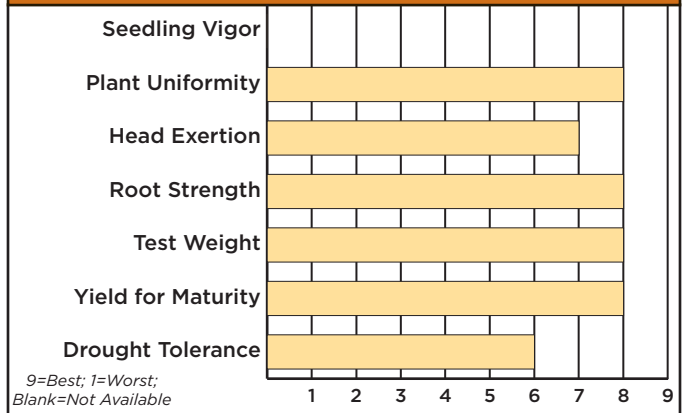 Seedling Vigor
Plant Uniformity
Head Exertion
Root Strength
Test Weight
Yield for Maturity
Drought Tolerance
9=Best; 1=Worst;
Blank=Not Available
1 2 3 4 5 6 7 8 9